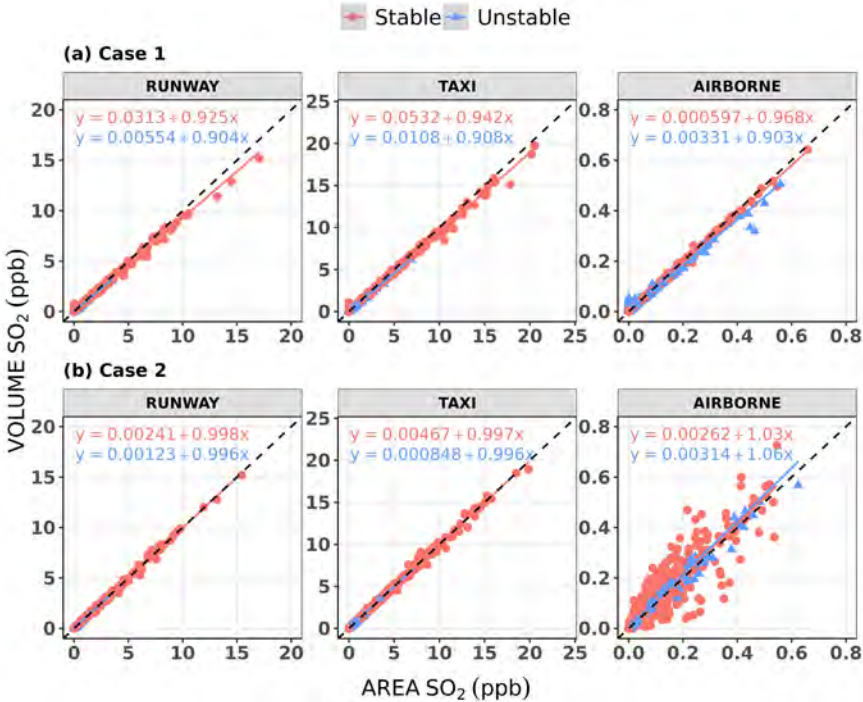 Stable Unstable
(a) Case 1
RUNWAY TAXI AIRBORNE
y = 0.0313+0.925x
y = 0.00554+0.904x
y = 0.0532+0.942x
y = 0.0108+0.908x
y = 0.000597+0.968x
y = 0.00331+0.903x
20
15
10
5
0
25
20
15
10
5
0
0.8
0.6
0.4
0.2
0.0
0 5 10 15 20
0 5 10 15 20 25
0.0 0.2 0.4 0.6 0.8
VOLUME SO₂ (ppb)
(b) Case 2
RUNWAY TAXI AIRBORNE
y = 0.00241+0.998x
y = 0.00123+0.996x
y = 0.00467+0.997x
y = 0.000848+0.996x
y = 0.00262+1.03x
y = 0.00314+1.06x
20
15
10
5
0
25
20
15
10
5
0
0.8
0.6
0.4
0.2
0.0
0 5 10 15 20
0 5 10 15 20 25
0.0 0.2 0.4 0.6 0.8
AREA SO₂ (ppb)